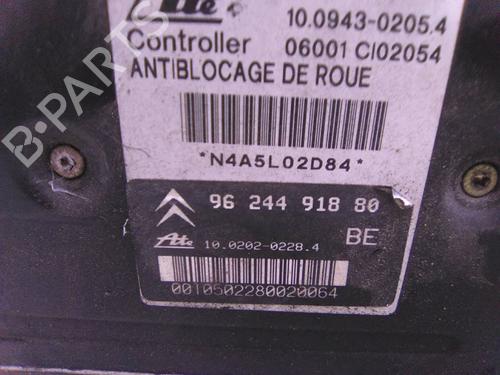 Ate 10.0943-0205.4
Controller 06001 CI02054
ANTIBLOCAGE DE ROUE
*N4A5L02D84*
96 244 918 80
Ate 10.0202-0228.4 BE
0010502280020064
B-PARTS